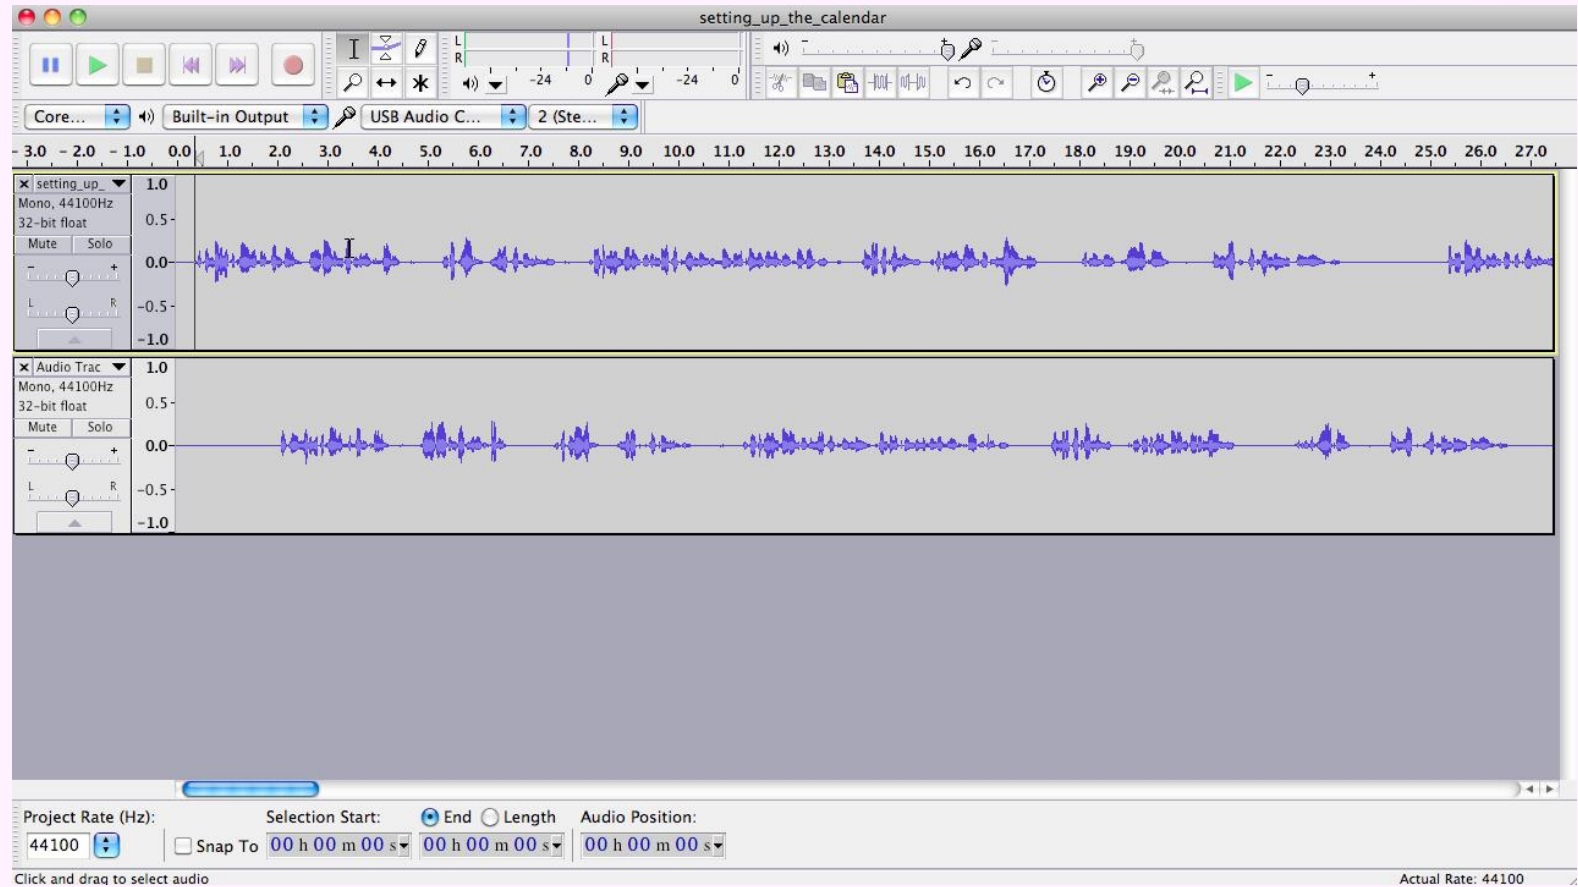 setting_up_the_calendar
L
R
-24 0
L
R
-24 0
Core... Built-in Output USB Audio C... 2 (Ste...
- 3.0 - 2.0 - 1.0 0.0 1.0 2.0 3.0 4.0 5.0 6.0 7.0 8.0 9.0 10.0 11.0 12.0 13.0 14.0 15.0 16.0 17.0 18.0 19.0 20.0 21.0 22.0 23.0 24.0 25.0 26.0 27.0
setting_up_ 1.0
Mono, 44100Hz
32-bit float 0.5-
Mute Solo
- + 0.0-
L R -0.5-
-1.0
Audio Trac 1.0
Mono, 44100Hz
32-bit float 0.5-
Mute Solo
- + 0.0-
L R -0.5-
-1.0
Project Rate (Hz): Selection Start: End Length Audio Position:
44100 Snap To 00 h 00 m 00 s 00 h 00 m 00 s 00 h 00 m 00 s
Click and drag to select audio Actual Rate: 44100